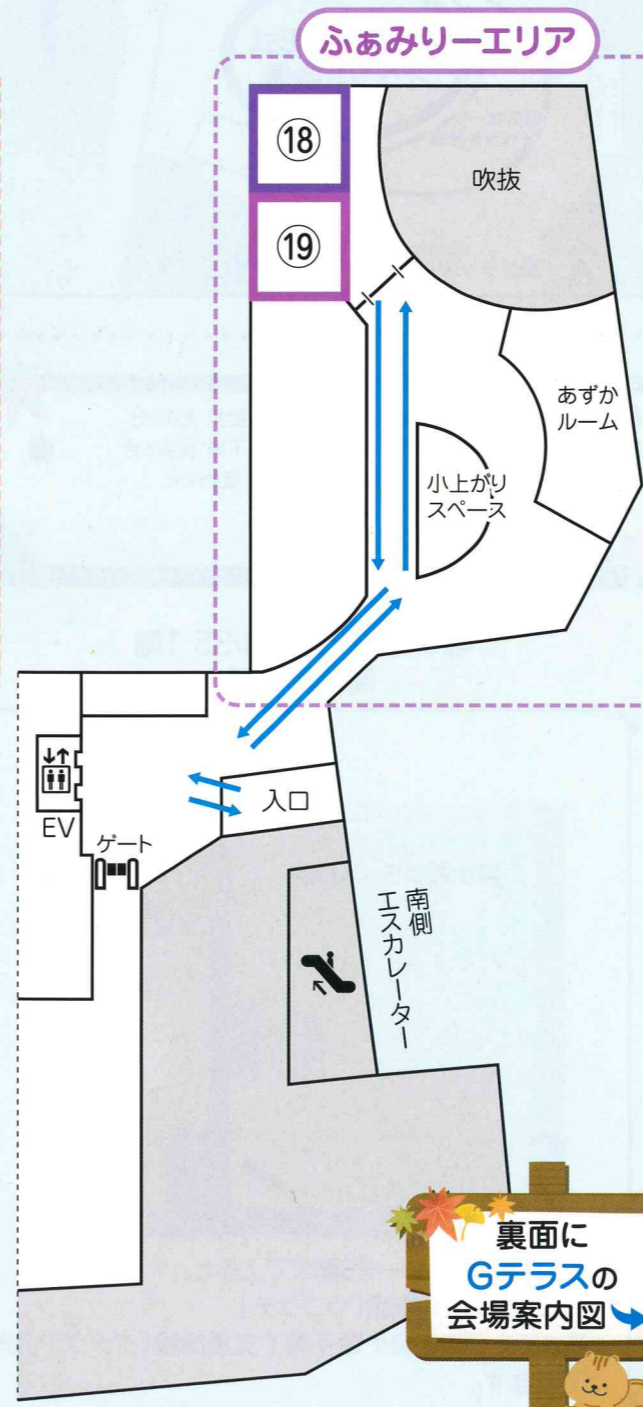 ふぁみりーエリア
⑱
吹抜
⑲
あずか
ルーム
小上がり
スペース
入口
EV
ゲート
南側
エスカレーター
裏面に
Gテラスの
会場案内図